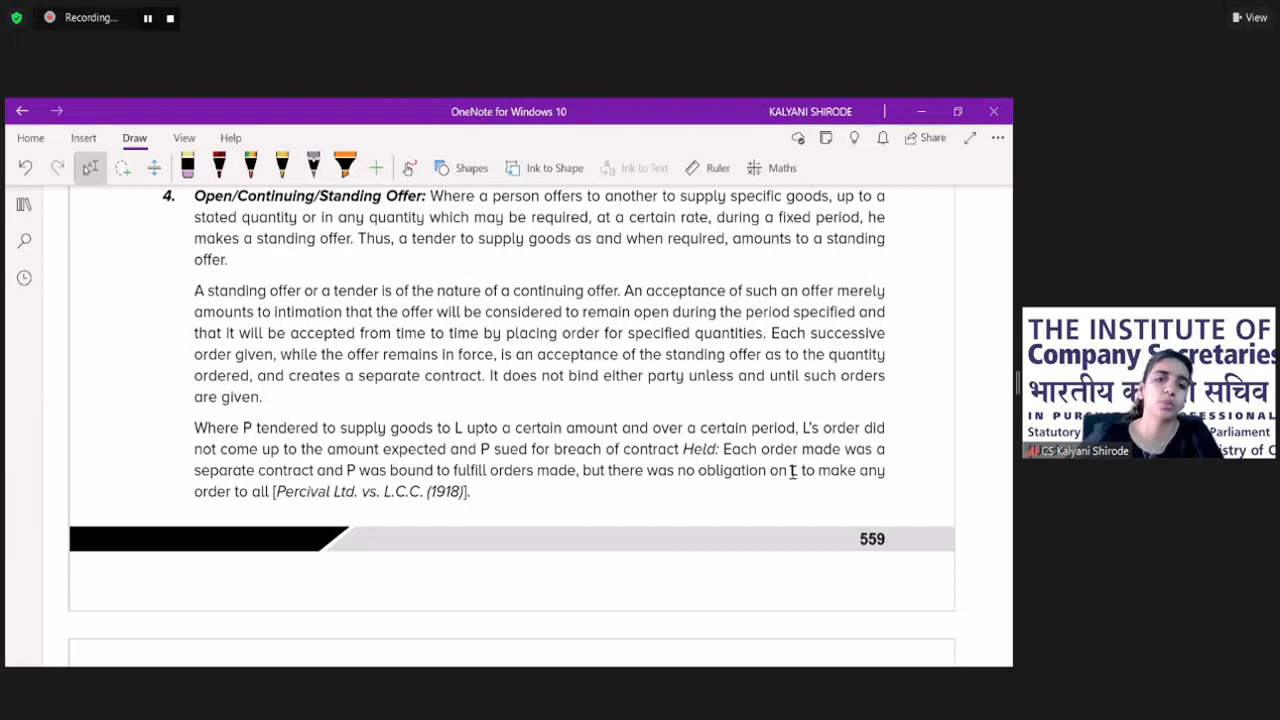 Recording...
View
OneNote for Windows 10
KALYANI SHIRODE
Home
Insert
Draw
View
Help
Share
Shapes
Ink to Shape
Ink to Text
Ruler
Maths
4. Open/Continuing/Standing Offer: Where a person offers to another to supply specific goods, up to a
stated quantity or in any quantity which may be required, at a certain rate, during a fixed period, he
makes a standing offer. Thus, a tender to supply goods as and when required, amounts to a standing
offer.
A standing offer or a tender is of the nature of a continuing offer. An acceptance of such an offer merely
amounts to intimation that the offer will be considered to remain open during the period specified and
that it will be accepted from time to time by placing order for specified quantities. Each successive
order given, while the offer remains in force, is an acceptance of the standing offer as to the quantity
ordered, and creates a separate contract. It does not bind either party unless and until such orders
are given.
Where P tendered to supply goods to L upto a certain amount and over a certain period, L's order did
not come up to the amount expected and P sued for breach of contract Held: Each order made was a
separate contract and P was bound to fulfill orders made, but there was no obligation on to make any
order to all [Percival Ltd. vs. L.C.C. (1918)].
559
THE INSTITUTE OF
Company Secretaries
भारतीय सचिव
IN
Statutory Parliament
CS Kalyani Shirode